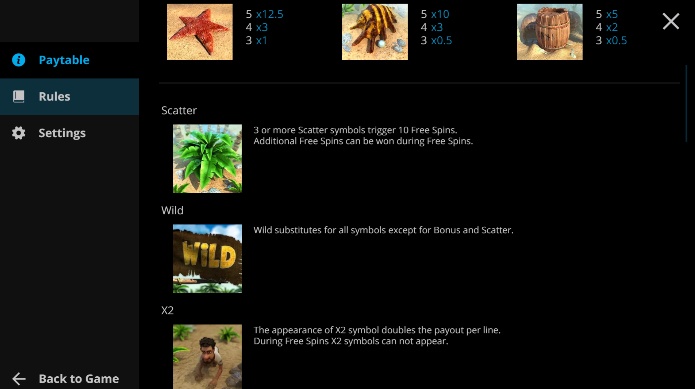 5 x12.5
4 x3
3 x1
5 x10
4 x3
3 x0.5
5 x5
4 x2
3 x0.5
Paytable
Rules
Settings
Scatter
3 or more Scatter symbols trigger 10 Free Spins.
Additional Free Spins can be won during Free Spins.
Wild
WILD
Wild substitutes for all symbols except for Bonus and Scatter.
X2
The appearance of X2 symbol doubles the payout per line.
During Free Spins X2 symbols can not appear.
Back to Game